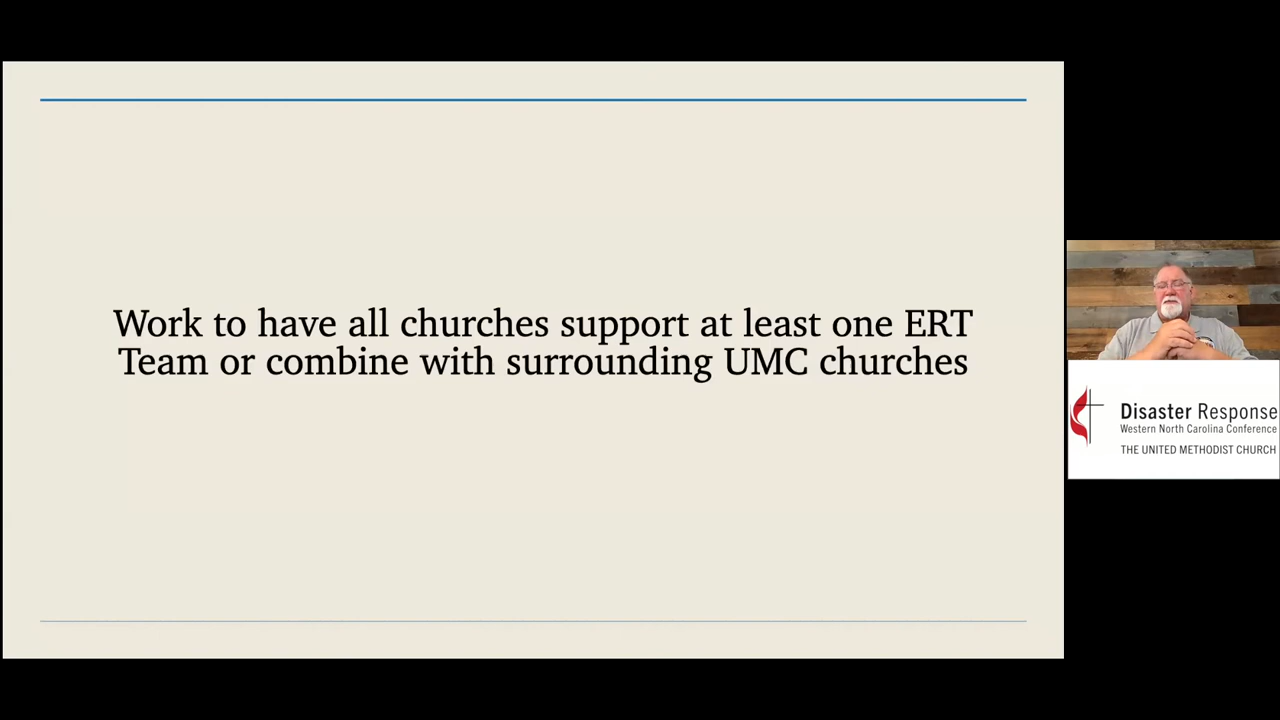 Work to have all churches support at least one ERT
Team or combine with surrounding UMC churches
Disaster Response
Western North Carolina Conference
THE UNITED METHODIST CHURCH